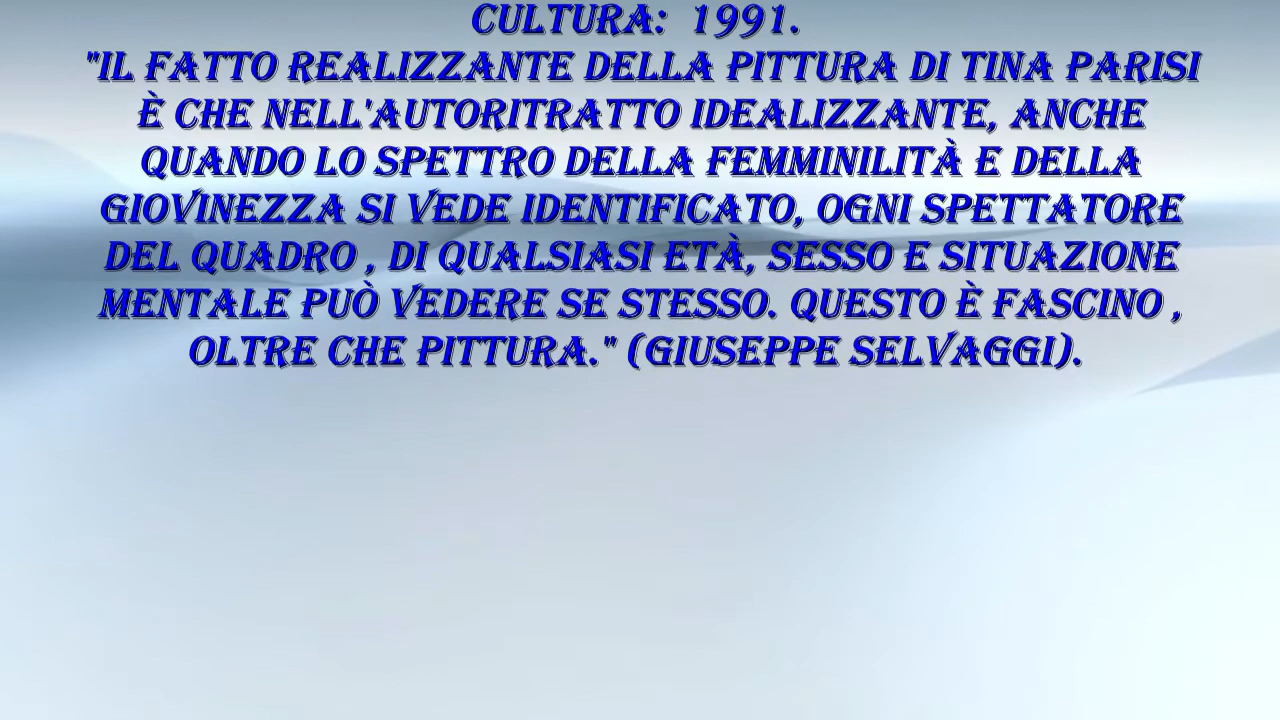 CULTURA: 1991.
"IL FATTO REALIZZANTE DELLA PITTURA DI TINA PARISI
È CHE NELL'AUTORITRATTO IDEALIZZANTE, ANCHE
QUANDO LO SPETTRO DELLA FEMMINILITÀ E DELLA
GIOVINEZZA SI VEDE IDENTIFICATO, OGNI SPETTATORE
DEL QUADRO , DI QUALSIASI ETÀ, SESSO E SITUAZIONE
MENTALE PUÒ VEDERE SE STESSO. QUESTO È FASCINO ,
OLTRE CHE PITTURA." (GIUSEPPE SELVAGGI).